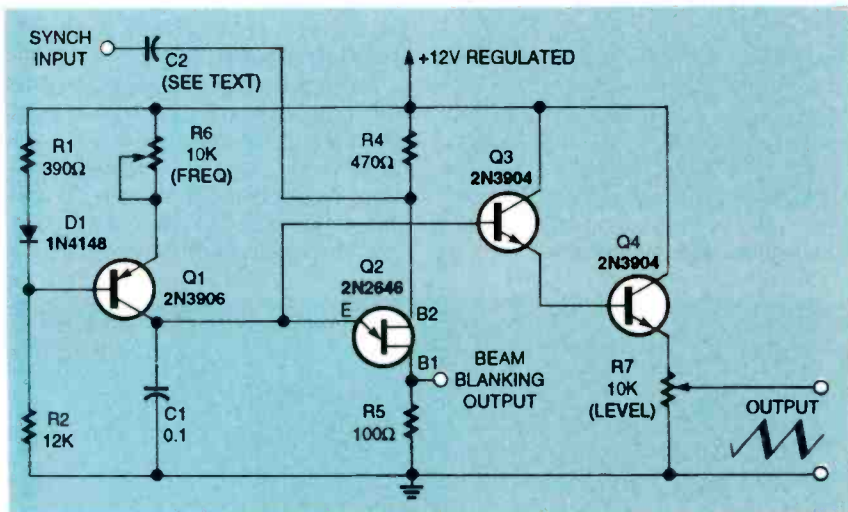 SYNCH
INPUT
C2
(SEE TEXT)
+12V REGULATED
R1
390Ω
R6
10K
(FREQ)
R4
470Ω
Q3
2N3904
D1
1N4148
Q1
2N3906
Q2
2N2646
Q4
2N3904
E
B2
B1
BEAM
BLANKING
OUTPUT
R7
10K
(LEVEL)
OUTPUT
R2
12K
C1
0.1
R5
100Ω